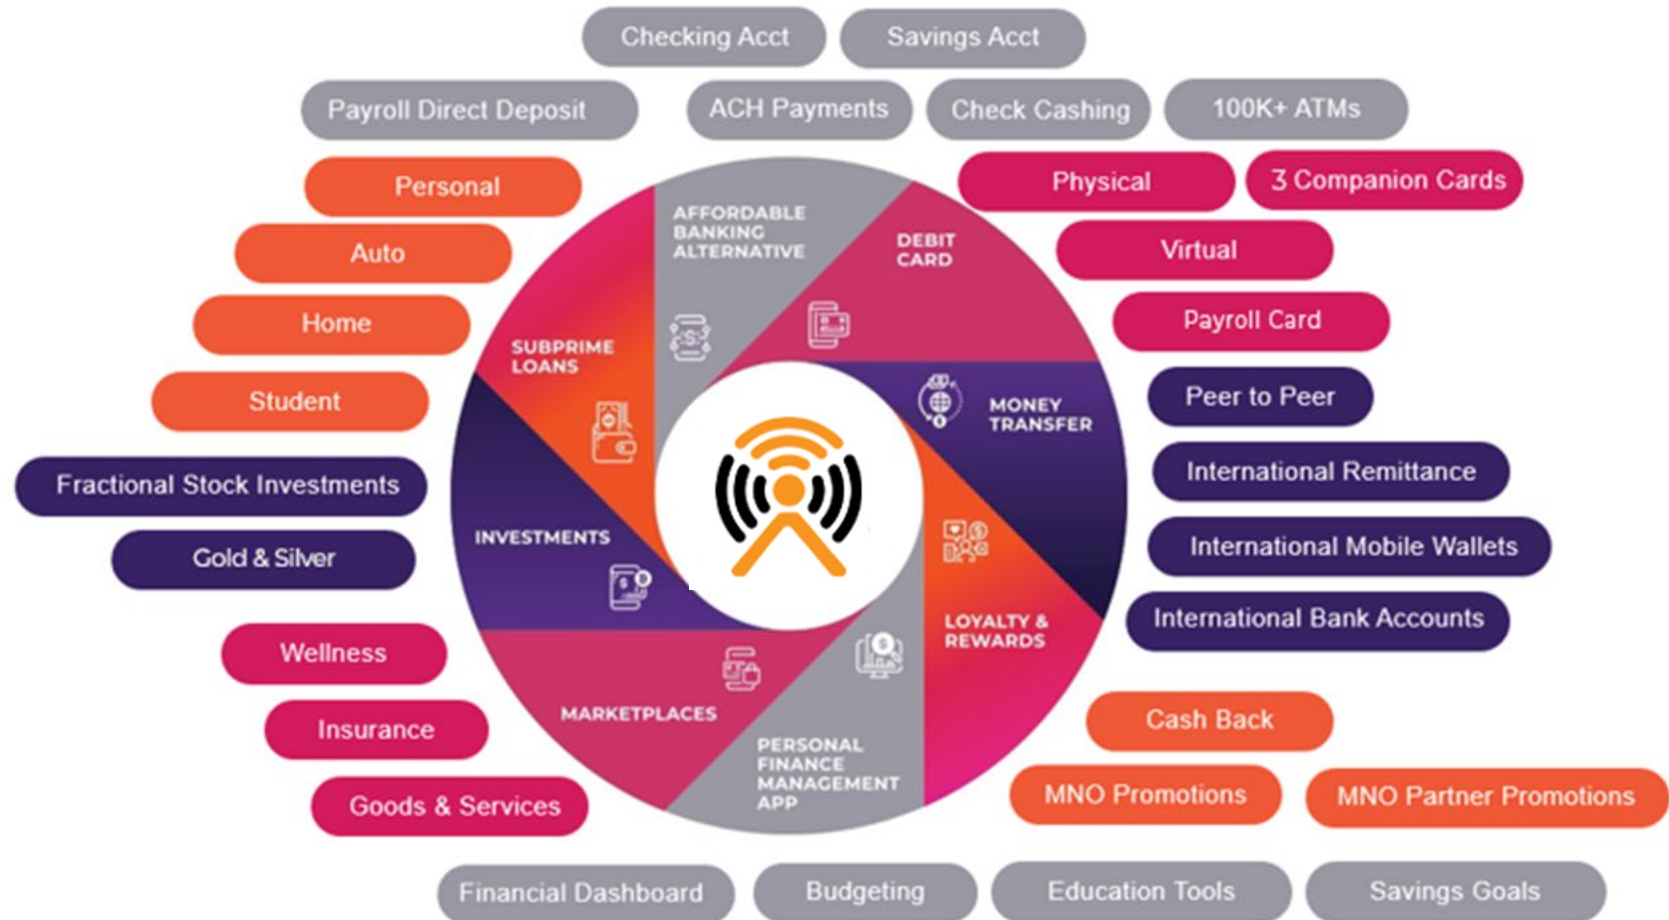 Checking Acct
Savings Acct
Payroll Direct Deposit
ACH Payments
Check Cashing
100K+ ATMs
Personal
Auto
Home
Student
Fractional Stock Investments
Gold & Silver
Wellness
Insurance
Goods & Services
AFFORDABLE
BANKING
ALTERNATIVE
DEBIT
CARD
SUBPRIME
LOANS
MONEY
TRANSFER
INVESTMENTS
LOYALTY &
REWARDS
MARKETPLACES
PERSONAL
FINANCE
MANAGEMENT
APP
Physical
3 Companion Cards
Virtual
Payroll Card
Peer to Peer
International Remittance
International Mobile Wallets
International Bank Accounts
Cash Back
MNO Promotions
MNO Partner Promotions
Financial Dashboard
Budgeting
Education Tools
Savings Goals